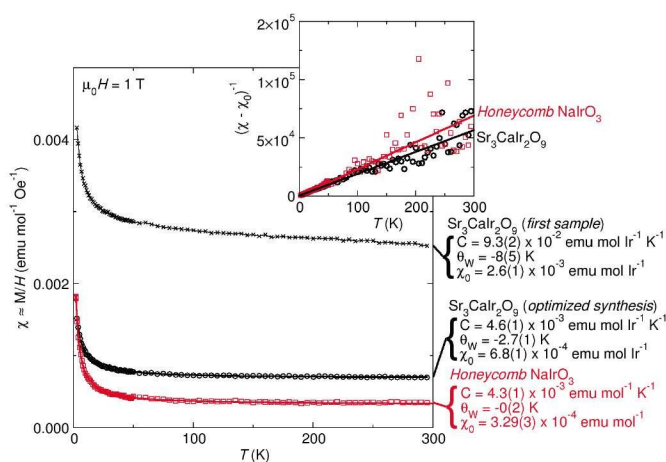 2×10⁵
1×10⁵
1×10⁵
5×10⁴
0
(χ - χ₀)⁻¹
Honeycomb NaIrO₃
Sr₃CaIr₂O₉
0 100 200 300
T (K)
μ₀H = 1 T
0.004
0.002
0.000
χ ≈ M/H (emu mol⁻¹ Oe⁻¹)
0 100 200 300
T (K)
Sr₃CaIr₂O₉ (first sample)
C = 9.3(2) x 10⁻² emu mol Ir⁻¹ K⁻¹
θW = -8(5) K
χ₀ = 2.6(1) x 10⁻³ emu mol Ir⁻¹
Sr₃CaIr₂O₉ (optimized synthesis)
C = 4.6(1) x 10⁻³ emu mol Ir⁻¹ K⁻¹
θW = -2.7(1) K
χ₀ = 6.8(1) x 10⁻⁴ emu mol Ir⁻¹
Honeycomb NaIrO₃
C = 4.3(1) x 10⁻³ emu mol⁻¹ K⁻¹
θW = -0(2) K
χ₀ = 3.29(3) x 10⁻⁴ emu mol⁻¹